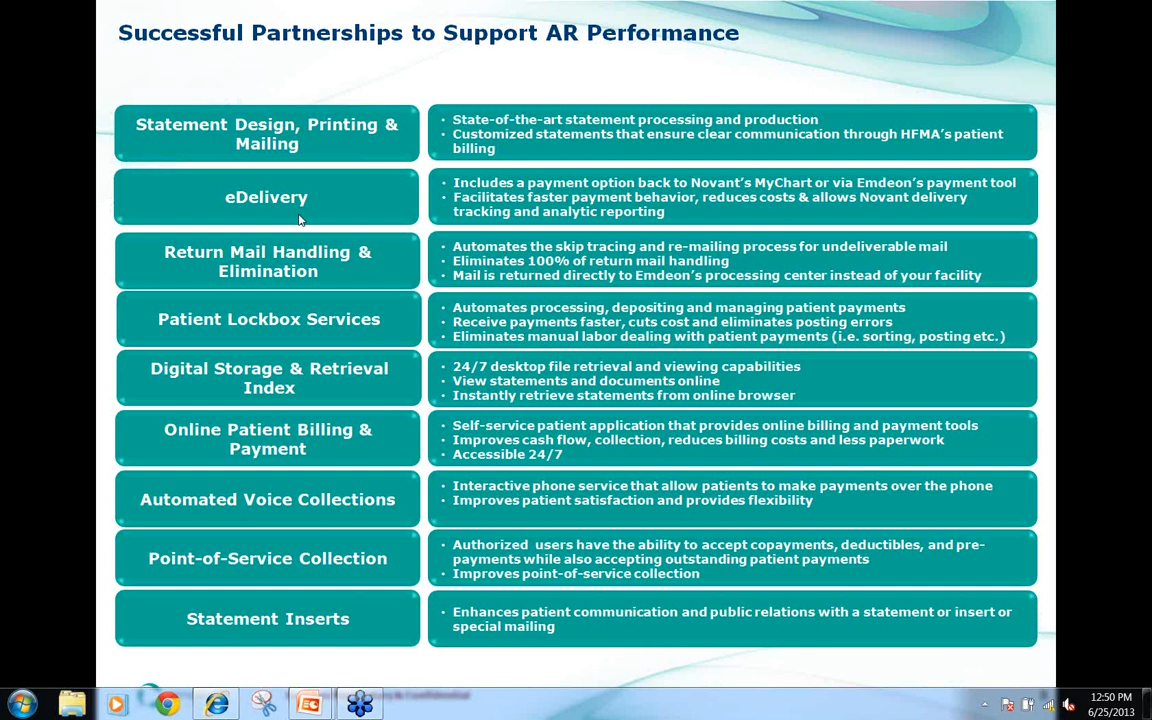 Successful Partnerships to Support AR Performance
Statement Design, Printing &
Mailing
• State-of-the-art statement processing and production
• Customized statements that ensure clear communication through HFMA's patient
billing
eDelivery
• Includes a payment option back to Novant's MyChart or via Emdeon's payment tool
• Facilitates faster payment behavior, reduces costs & allows Novant delivery
tracking and analytic reporting
Return Mail Handling &
Elimination
• Automates the skip tracing and re-mailing process for undeliverable mail
• Eliminates 100% of return mail handling
• Mail is returned directly to Emdeon's processing center instead of your facility
Patient Lockbox Services
• Automates processing, depositing and managing patient payments
• Receive payments faster, cuts cost and eliminates posting errors
• Eliminates manual labor dealing with patient payments (i.e. sorting, posting etc.)
Digital Storage & Retrieval
Index
• 24/7 desktop file retrieval and viewing capabilities
• View statements and documents online
• Instantly retrieve statements from online browser
Online Patient Billing &
Payment
• Self-service patient application that provides online billing and payment tools
• Improves cash flow, collection, reduces billing costs and less paperwork
• Accessible 24/7
Automated Voice Collections
• Interactive phone service that allow patients to make payments over the phone
• Improves patient satisfaction and provides flexibility
Point-of-Service Collection
• Authorized users have the ability to accept copayments, deductibles, and pre-
payments while also accepting outstanding patient payments
• Improves point-of-service collection
Statement Inserts
• Enhances patient communication and public relations with a statement or insert or
special mailing
& Confidential
12:50 PM
6/25/2013